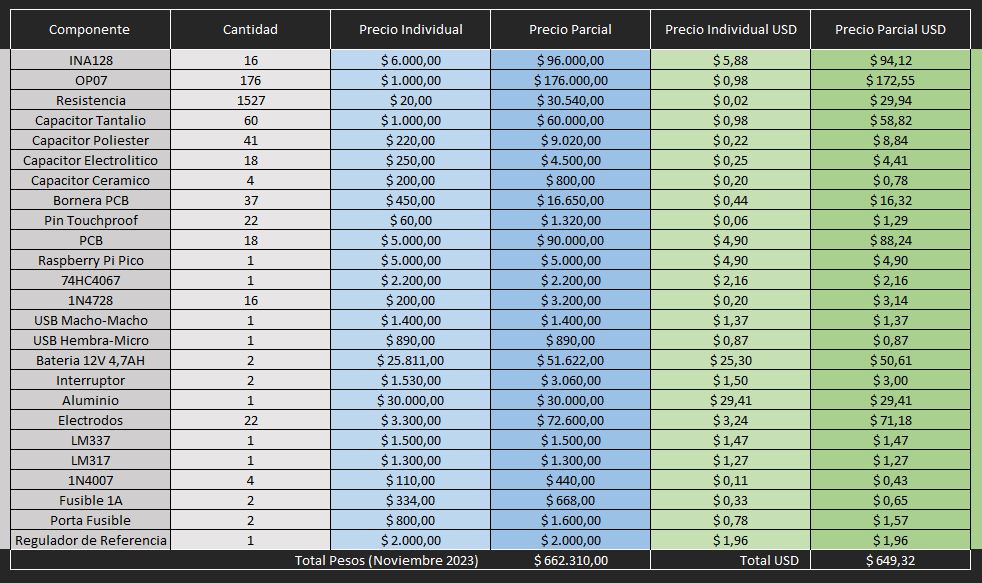 Componente Cantidad Precio Individual Precio Parcial Precio Individual USD Precio Parcial USD
INA128 16 $ 6.000,00 $ 96.000,00 $ 5,88 $ 94,12
OP07 176 $ 1.000,00 $ 176.000,00 $ 0,98 $ 172,55
Resistencia 1527 $ 20,00 $ 30.540,00 $ 0,02 $ 29,94
Capacitor Tantalio 60 $ 1.000,00 $ 60.000,00 $ 0,98 $ 58,82
Capacitor Poliester 41 $ 220,00 $ 9.020,00 $ 0,22 $ 8,84
Capacitor Electrolitico 18 $ 250,00 $ 4.500,00 $ 0,25 $ 4,41
Capacitor Ceramico 4 $ 200,00 $ 800,00 $ 0,20 $ 0,78
Bornera PCB 37 $ 450,00 $ 16.650,00 $ 0,44 $ 16,32
Pin Touchproof 22 $ 60,00 $ 1.320,00 $ 0,06 $ 1,29
PCB 18 $ 5.000,00 $ 90.000,00 $ 4,90 $ 88,24
Raspberry Pi Pico 1 $ 5.000,00 $ 5.000,00 $ 4,90 $ 4,90
74HC4067 1 $ 2.200,00 $ 2.200,00 $ 2,16 $ 2,16
1N4728 16 $ 200,00 $ 3.200,00 $ 0,20 $ 3,14
USB Macho-Macho 1 $ 1.400,00 $ 1.400,00 $ 1,37 $ 1,37
USB Hembra-Micro 1 $ 890,00 $ 890,00 $ 0,87 $ 0,87
Bateria 12V 4,7AH 2 $ 25.811,00 $ 51.622,00 $ 25,30 $ 50,61
Interruptor 2 $ 1.530,00 $ 3.060,00 $ 1,50 $ 3,00
Aluminio 1 $ 30.000,00 $ 30.000,00 $ 29,41 $ 29,41
Electrodos 22 $ 3.300,00 $ 72.600,00 $ 3,24 $ 71,18
LM337 1 $ 1.500,00 $ 1.500,00 $ 1,47 $ 1,47
LM317 1 $ 1.300,00 $ 1.300,00 $ 1,27 $ 1,27
1N4007 4 $ 110,00 $ 440,00 $ 0,11 $ 0,43
Fusible 1A 2 $ 334,00 $ 668,00 $ 0,33 $ 0,65
Porta Fusible 2 $ 800,00 $ 1.600,00 $ 0,78 $ 1,57
Regulador de Referencia 1 $ 2.000,00 $ 2.000,00 $ 1,96 $ 1,96
Total Pesos (Noviembre 2023) $ 662.310,00 Total USD $ 649,32